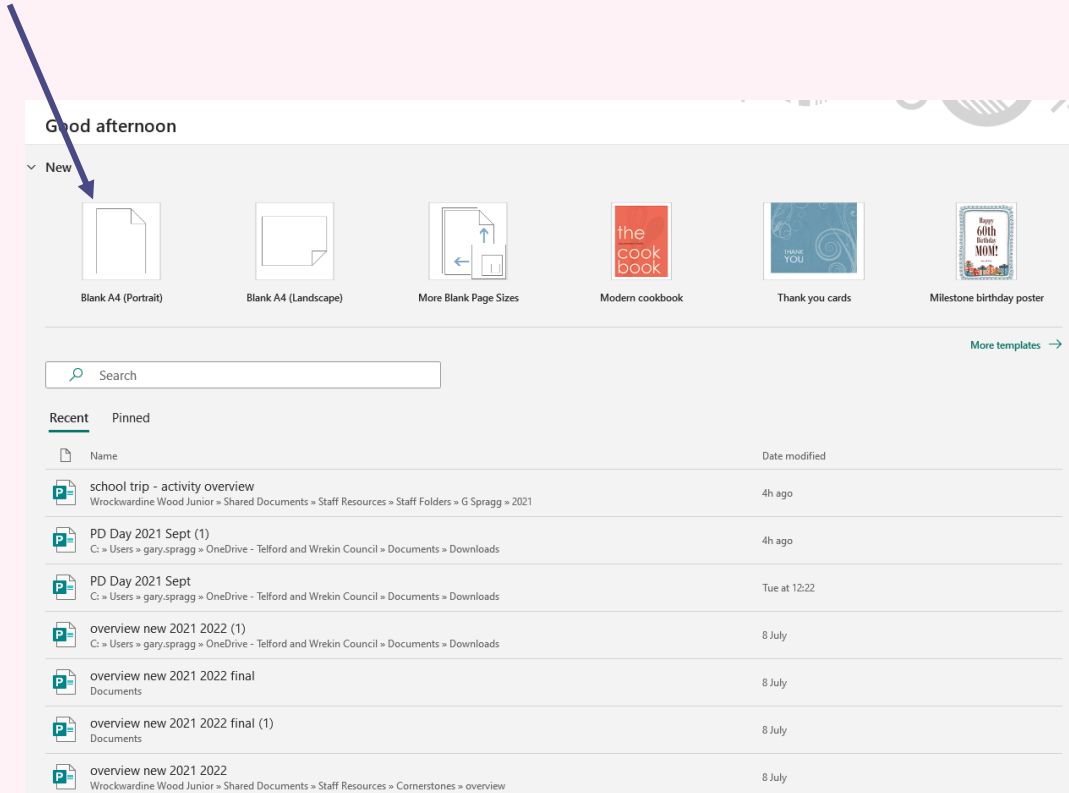 Good afternoon
New
the
cook
book
THANK
YOU
Happy
60th
Birthday
MOM!
Blank A4 (Portrait)
Blank A4 (Landscape)
More Blank Page Sizes
Modern cookbook
Thank you cards
Milestone birthday poster
More templates
Search
Recent Pinned
Name Date modified
school trip - activity overview
Wrockwardine Wood Junior » Shared Documents » Staff Resources » Staff Folders » G Spragg » 2021
4h ago
PD Day 2021 Sept (1)
C: » Users » gary.spragg » OneDrive - Telford and Wrekin Council » Documents » Downloads
4h ago
PD Day 2021 Sept
C: » Users » gary.spragg » OneDrive - Telford and Wrekin Council » Documents » Downloads
Tue at 12:22
overview new 2021 2022 (1)
C: » Users » gary.spragg » OneDrive - Telford and Wrekin Council » Documents » Downloads
8 July
overview new 2021 2022 final
Documents
8 July
overview new 2021 2022 final (1)
Documents
8 July
overview new 2021 2022
Wrockwardine Wood Junior » Shared Documents » Staff Resources » Cornerstones » overview
8 July